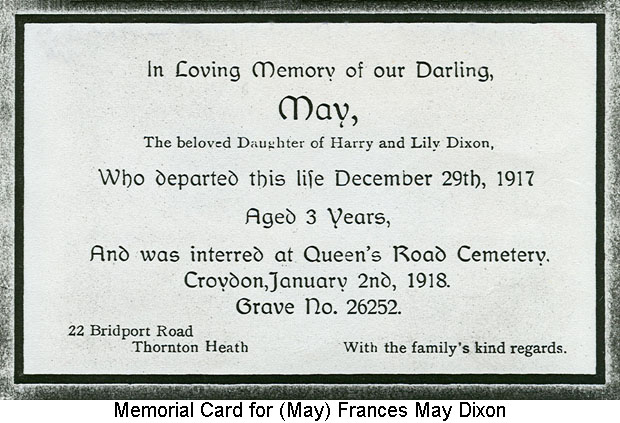 In Loving Memory of our Darling,
May,
The beloved Daughter of Harry and Lily Dixon,
Who departed this life December 29th, 1917
Aged 3 Years,
And was interred at Queen's Road Cemetery.
Croydon,January 2nd, 1918.
Grave No. 26252.
22 Bridport Road
Thornton Heath
With the family's kind regards.
Memorial Card for (May) Frances May Dixon